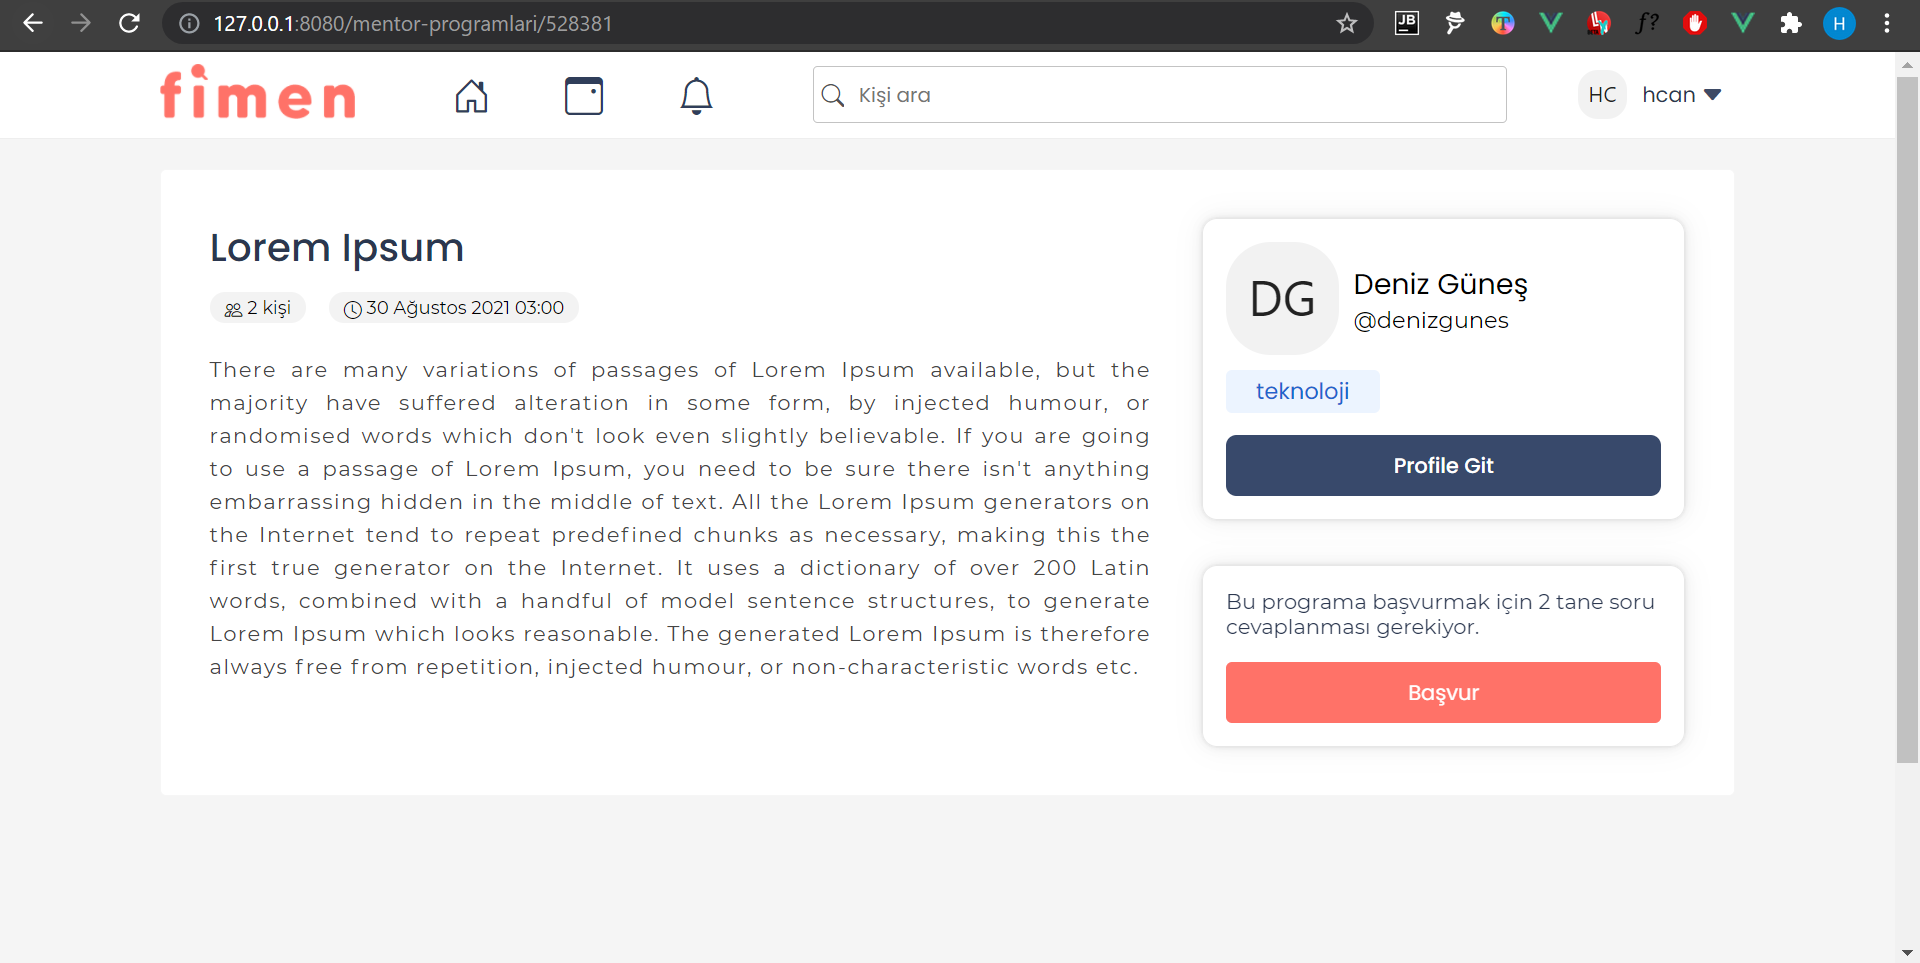 127.0.0.1:8080/mentor-programlari/528381
JB
f?
H
fimen
Kişi ara
HC
hcan
Lorem Ipsum
2 kişi
30 Ağustos 2021 03:00
There are many variations of passages of Lorem Ipsum available, but the
majority have suffered alteration in some form, by injected humour, or
randomised words which don't look even slightly believable. If you are going
to use a passage of Lorem Ipsum, you need to be sure there isn't anything
embarrassing hidden in the middle of text. All the Lorem Ipsum generators on
the Internet tend to repeat predefined chunks as necessary, making this the
first true generator on the Internet. It uses a dictionary of over 200 Latin
words, combined with a handful of model sentence structures, to generate
Lorem Ipsum which looks reasonable. The generated Lorem Ipsum is therefore
always free from repetition, injected humour, or non-characteristic words etc.
DG
Deniz Güneş
@denizgunes
teknoloji
Profile Git
Bu programa başvurmak için 2 tane soru
cevaplanması gerekiyor.
Başvur